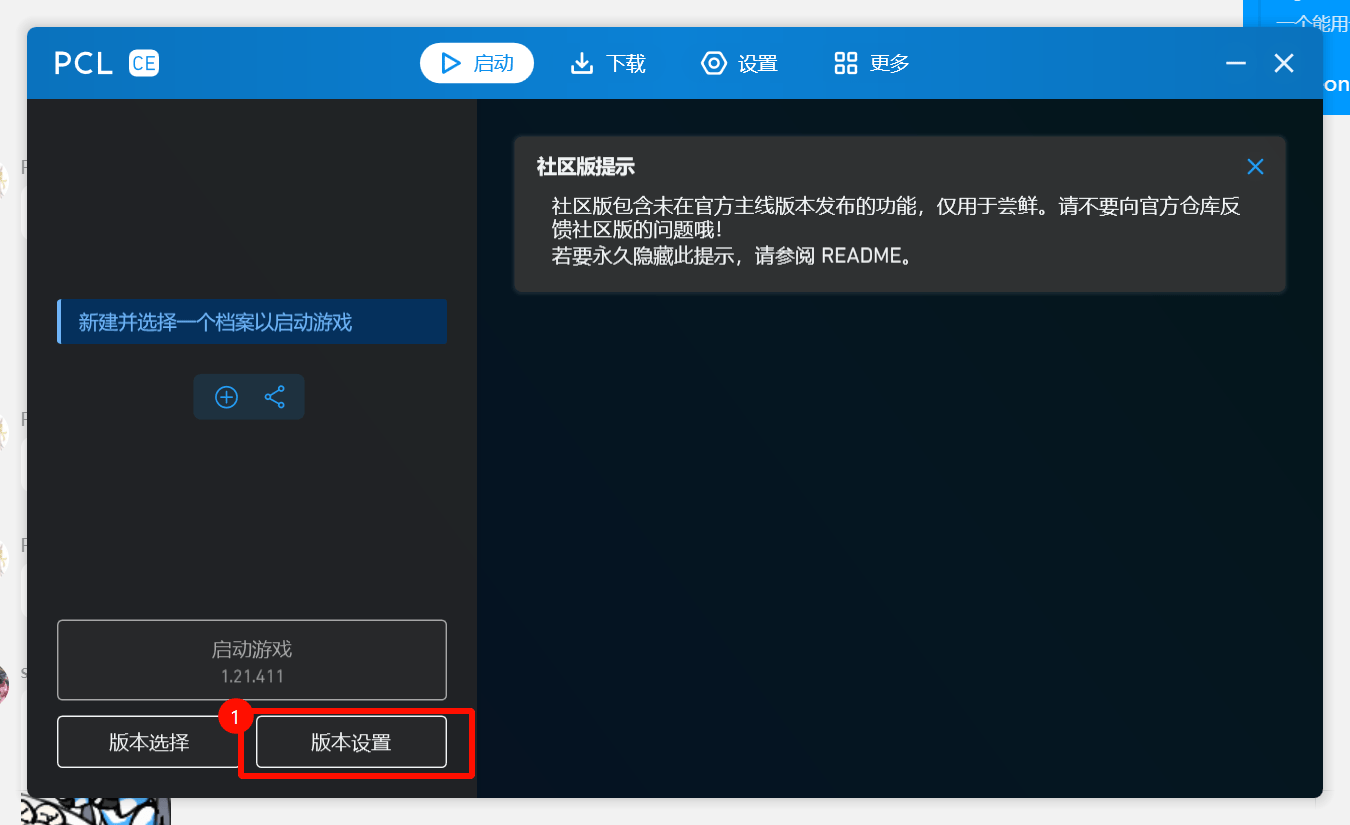 一个能用
PCL CE
启动
下载
设置
更多
on
社区版提示
社区版包含未在官方主线版本发布的功能，仅用于尝鲜。请不要向官方仓库反
馈社区版的问题哦！
若要永久隐藏此提示，请参阅 README。
新建并选择一个档案以启动游戏
启动游戏
1.21.411
1
版本选择
版本设置